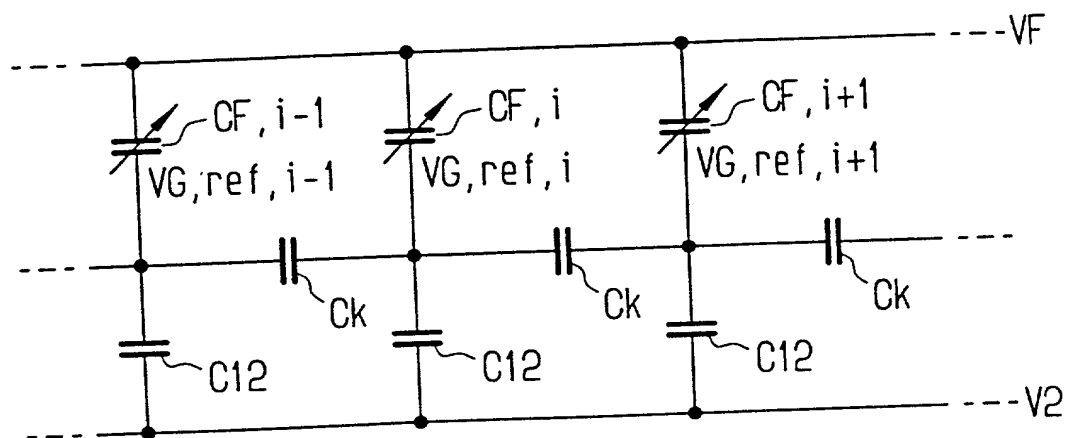 VF
CF, i-1
CF, i
CF, i+1
VG, ref, i-1
VG, ref, i
VG, ref, i+1
Ck
Ck
Ck
C12
C12
C12
V2